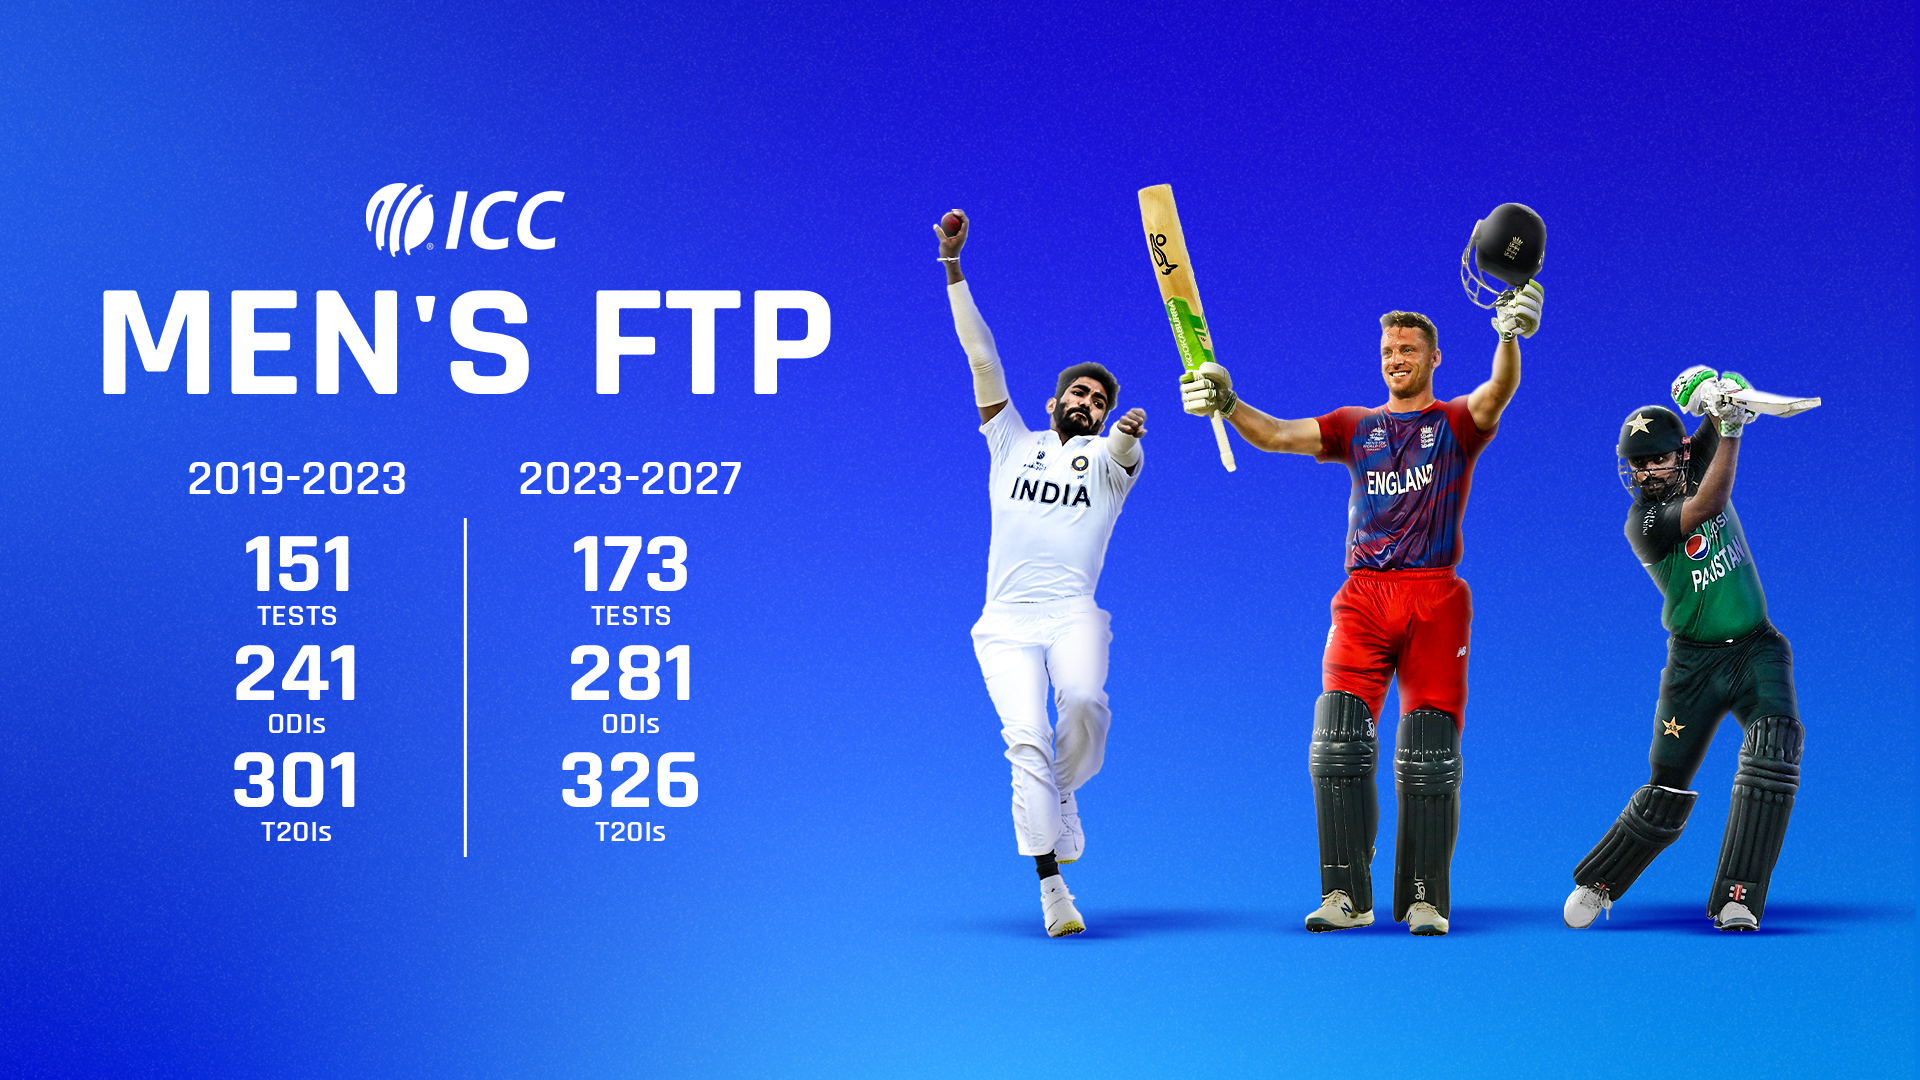 ICC
MEN'S FTP
2019-2023
151
TESTS
241
ODIs
301
T20Is
2023-2027
173
TESTS
281
ODIs
326
T20Is
INDIA
KOOKABURRA
ENGLAND
PAKISTAN